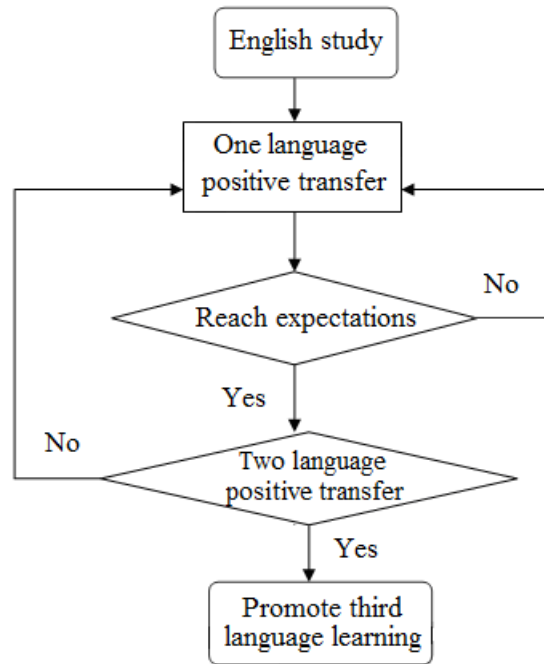 English study
One language
positive transfer
No
Reach expectations
Yes
No
Two language
positive transfer
Yes
Promote third
language learning